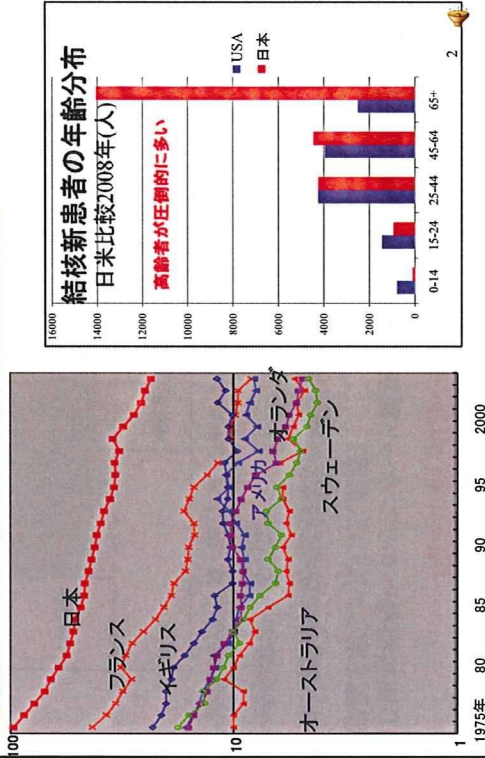 100
10
1
1975年
80
85
90
95
2000
日本
フランス
イギリス
アメリカ
オランダ
スウェーデン
オーストラリア
結核新患者の年齢分布
日米比較2008年(人)
高齢者が圧倒的に多い
16000
14000
12000
10000
8000
6000
4000
2000
0
0-14
15-24
25-44
45-64
65+
USA
日本
2